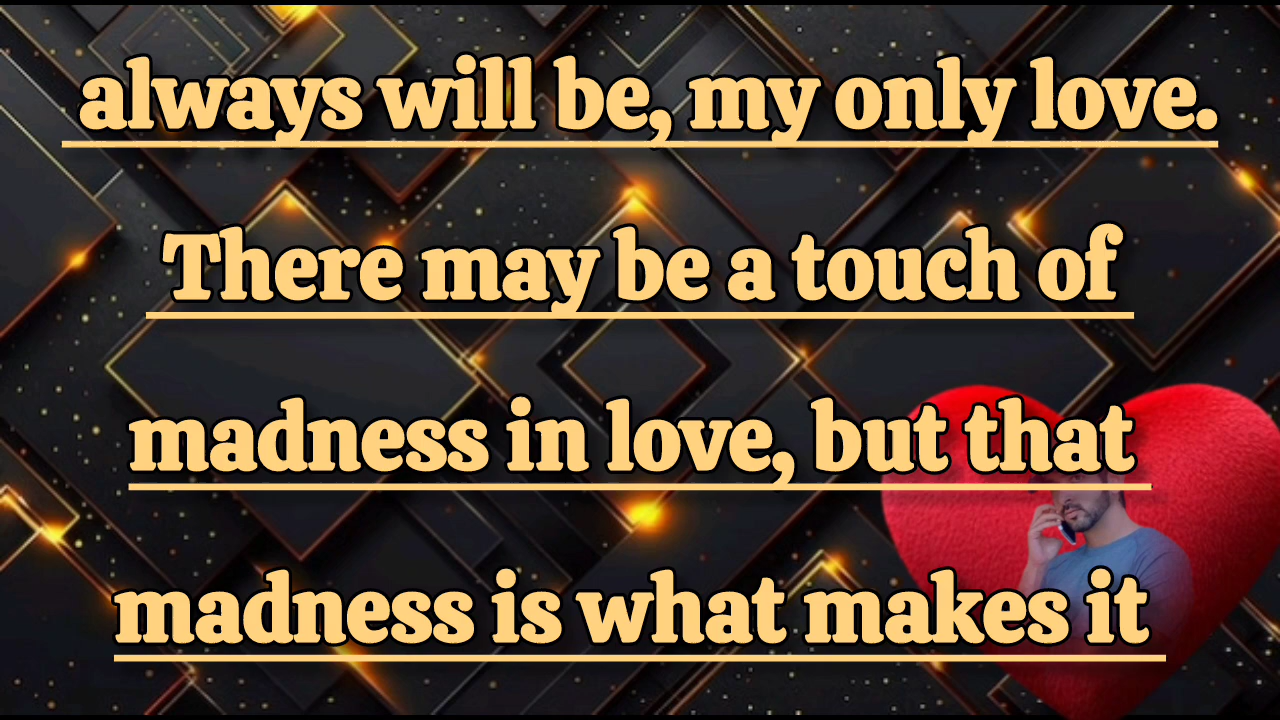 always will be, my only love.
There may be a touch of
madness in love, but that
madness is what makes it